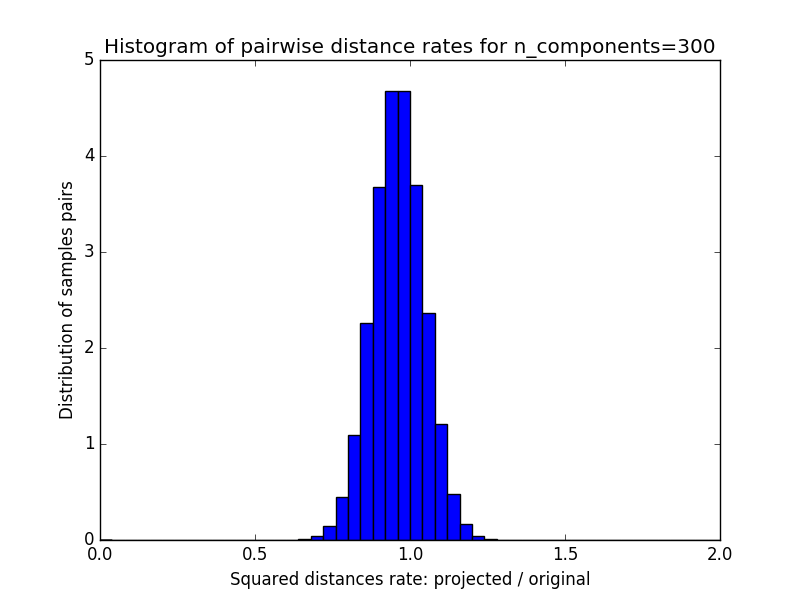 Histogram of pairwise distance rates for n_components=300
5
4
3
2
1
0
Distribution of samples pairs
0.0 0.5 1.0 1.5 2.0
Squared distances rate: projected / original